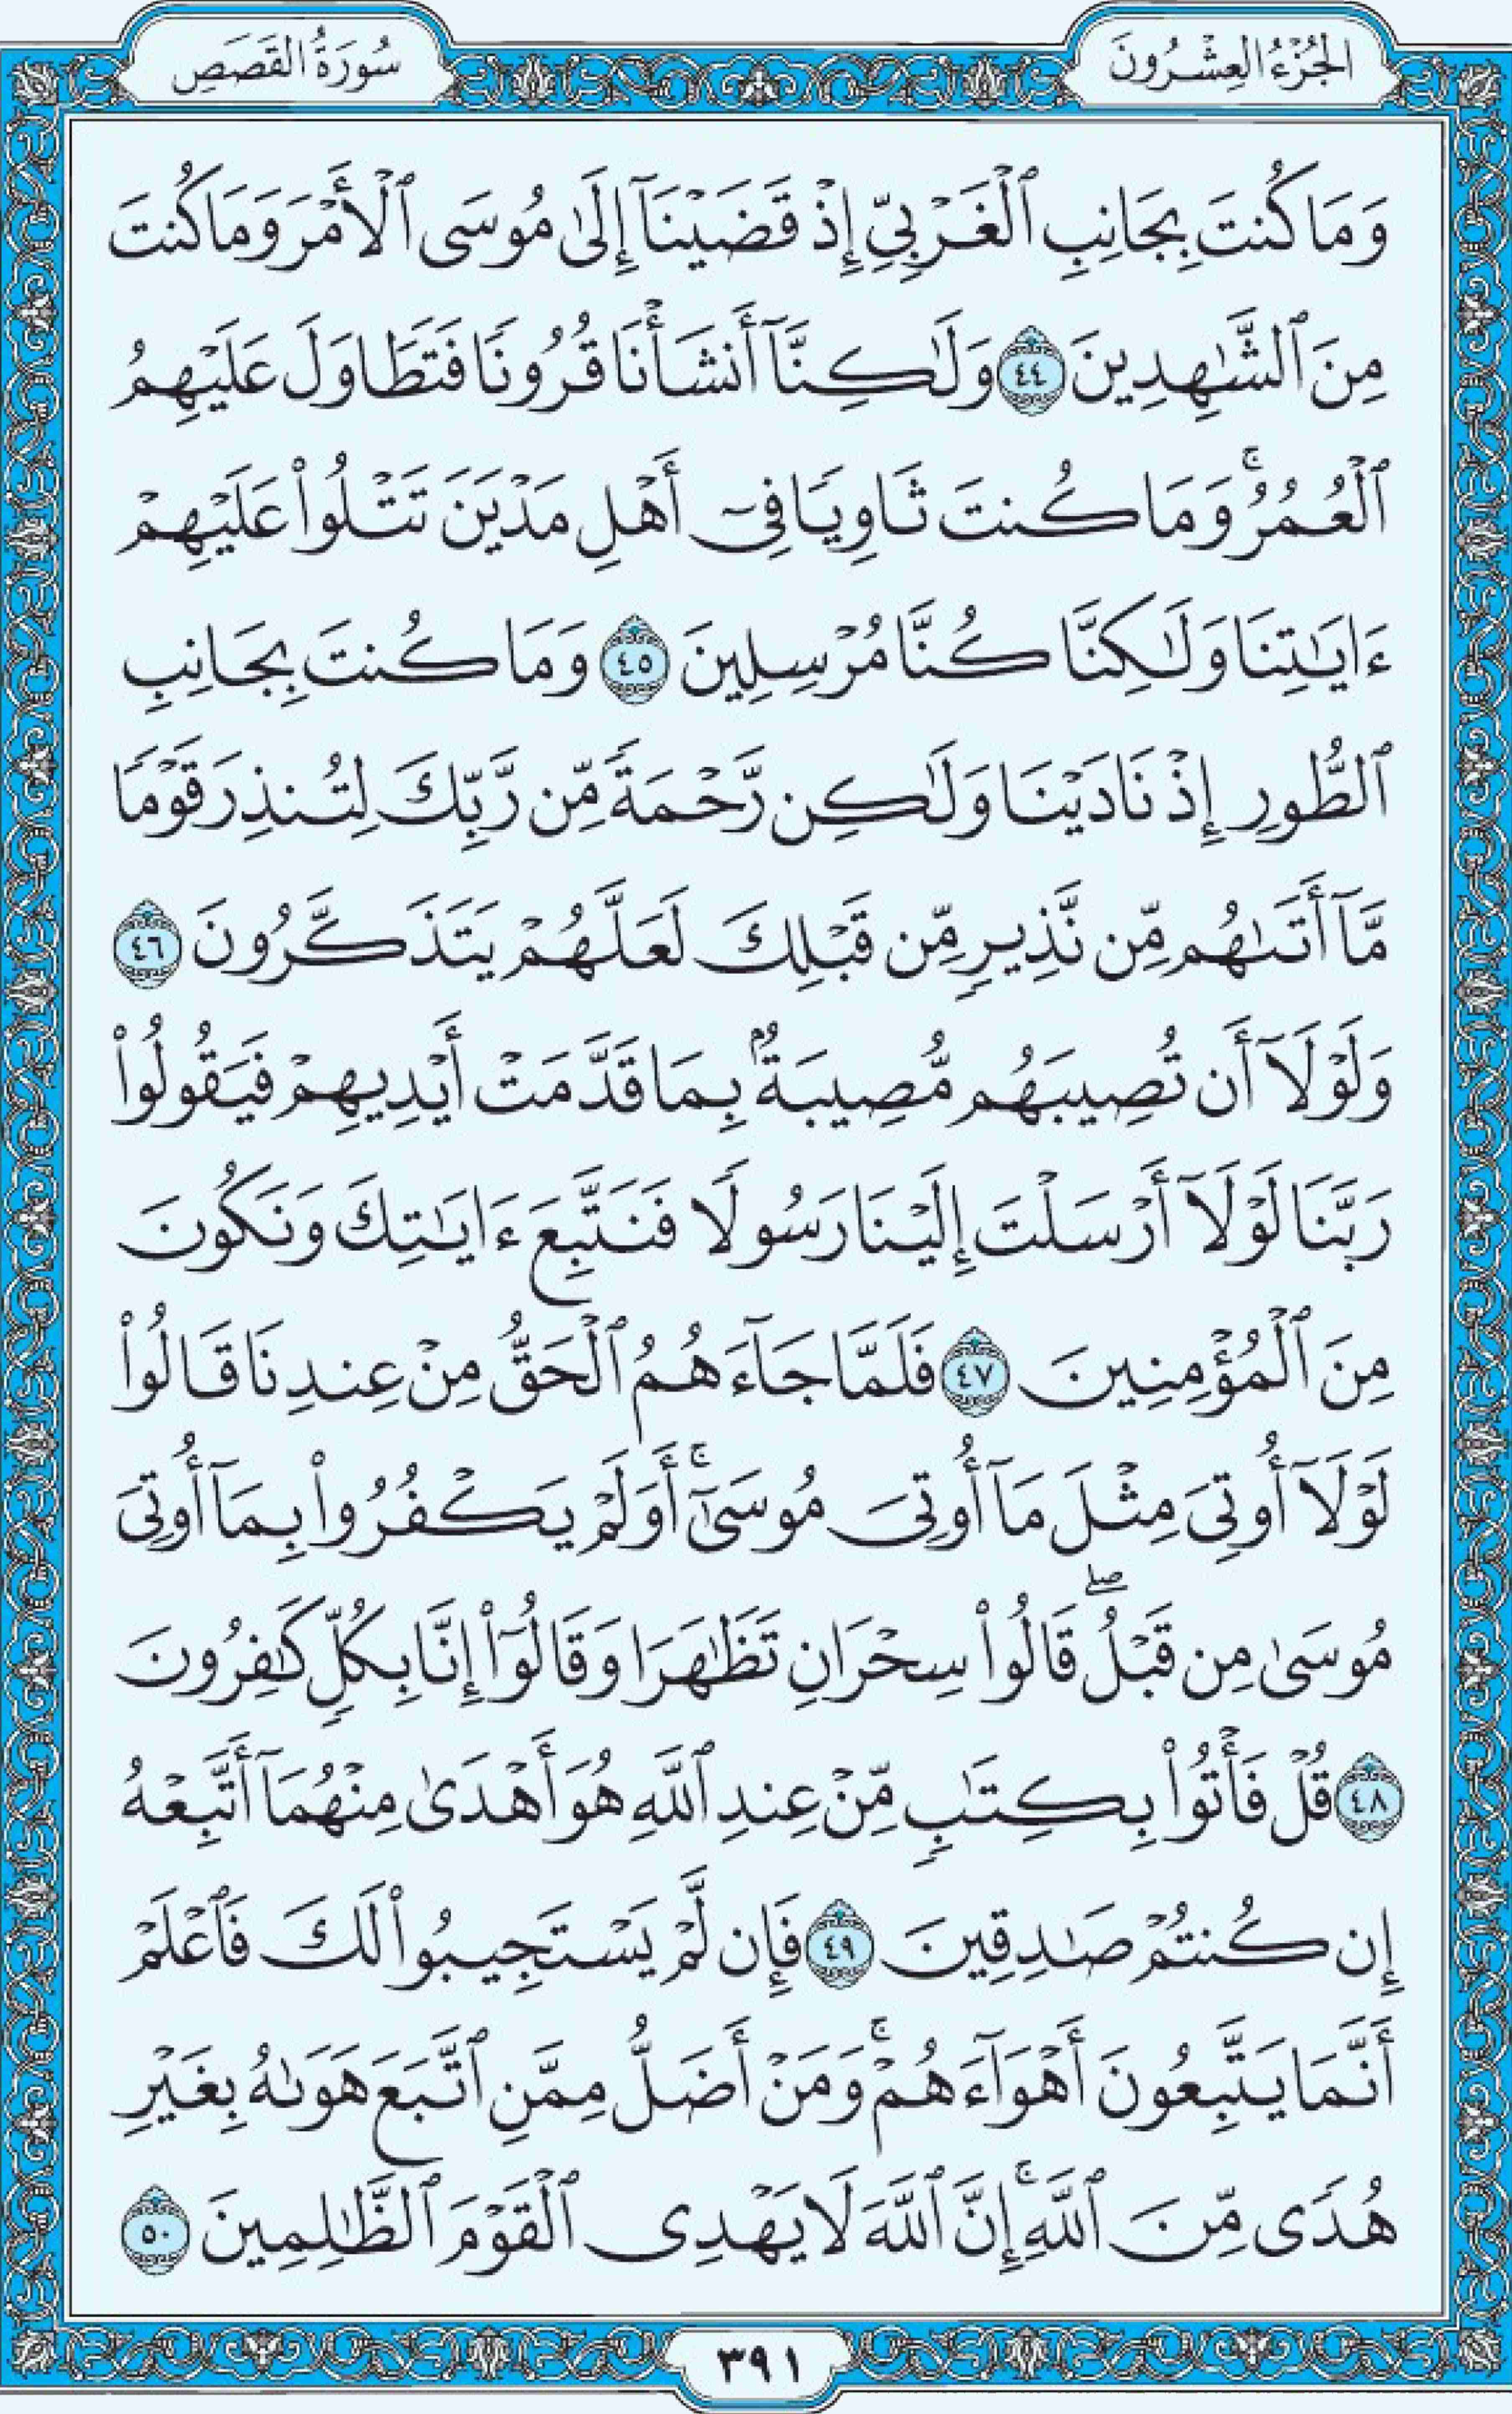 الجُزْءُ العِشْرُونَ
سُورَةُ القَصَصِ
وَمَا كُنتَ بِجَانِبِ ٱلْغَرْبِيِّ إِذْ قَضَيْنَآ إِلَىٰ مُوسَى ٱلْأَمْرَ وَمَا كُنتَ
مِنَ ٱلشَّٰهِدِينَ ٤٤ وَلَٰكِنَّآ أَنشَأْنَا قُرُونًا فَتَطَاوَلَ عَلَيْهِمُ
ٱلْعُمُرُۚ وَمَا كُنتَ ثَاوِيًا فِىٓ أَهْلِ مَدْيَنَ تَتْلُوا۟ عَلَيْهِمْ
ءَايَٰتِنَا وَلَٰكِنَّا كُنَّا مُرْسِلِينَ ٤٥ وَمَا كُنتَ بِجَانِبِ
ٱلطُّورِ إِذْ نَادَيْنَا وَلَٰكِن رَّحْمَةً مِّن رَّبِّكَ لِتُنذِرَ قَوْمًا
مَّآ أَتَىٰهُم مِّن نَّذِيرٍ مِّن قَبْلِكَ لَعَلَّهُمْ يَتَذَكَّرُونَ ٤٦
وَلَوْلَآ أَن تُصِيبَهُم مُّصِيبَةٌۢ بِمَا قَدَّمَتْ أَيْدِيهِمْ فَيَقُولُوا۟
رَبَّنَا لَوْلَآ أَرْسَلْتَ إِلَيْنَا رَسُولًا فَنَتَّبِعَ ءَايَٰتِكَ وَنَكُونَ
مِنَ ٱلْمُؤْمِنِينَ ٤٧ فَلَمَّا جَآءَهُمُ ٱلْحَقُّ مِنْ عِندِنَا قَالُوا۟
لَوْلَآ أُوتِىَ مِثْلَ مَآ أُوتِىَ مُوسَىٰٓۚ أَوَلَمْ يَكْفُرُوا۟ بِمَآ أُوتِىَ
مُوسَىٰ مِن قَبْلُۖ قَالُوا۟ سِحْرَانِ تَظَٰهَرَا وَقَالُوٓا۟ إِنَّا بِكُلٍّ كَٰفِرُونَ
٤٨ قُلْ فَأْتُوا۟ بِكِتَٰبٍ مِّنْ عِندِ ٱللَّهِ هُوَ أَهْدَىٰ مِنْهُمَآ أَتَّبِعْهُ
إِن كُنتُمْ صَٰدِقِينَ ٤٩ فَإِن لَّمْ يَسْتَجِيبُوا۟ لَكَ فَٱعْلَمْ
أَنَّمَا يَتَّبِعُونَ أَهْوَآءَهُمْۚ وَمَنْ أَضَلُّ مِمَّنِ ٱتَّبَعَ هَوَىٰهُ بِغَيْرِ
هُدًى مِّنَ ٱللَّهِۚ إِنَّ ٱللَّهَ لَا يَهْدِى ٱلْقَوْمَ ٱلظَّٰلِمِينَ ٥٠
٣٩١